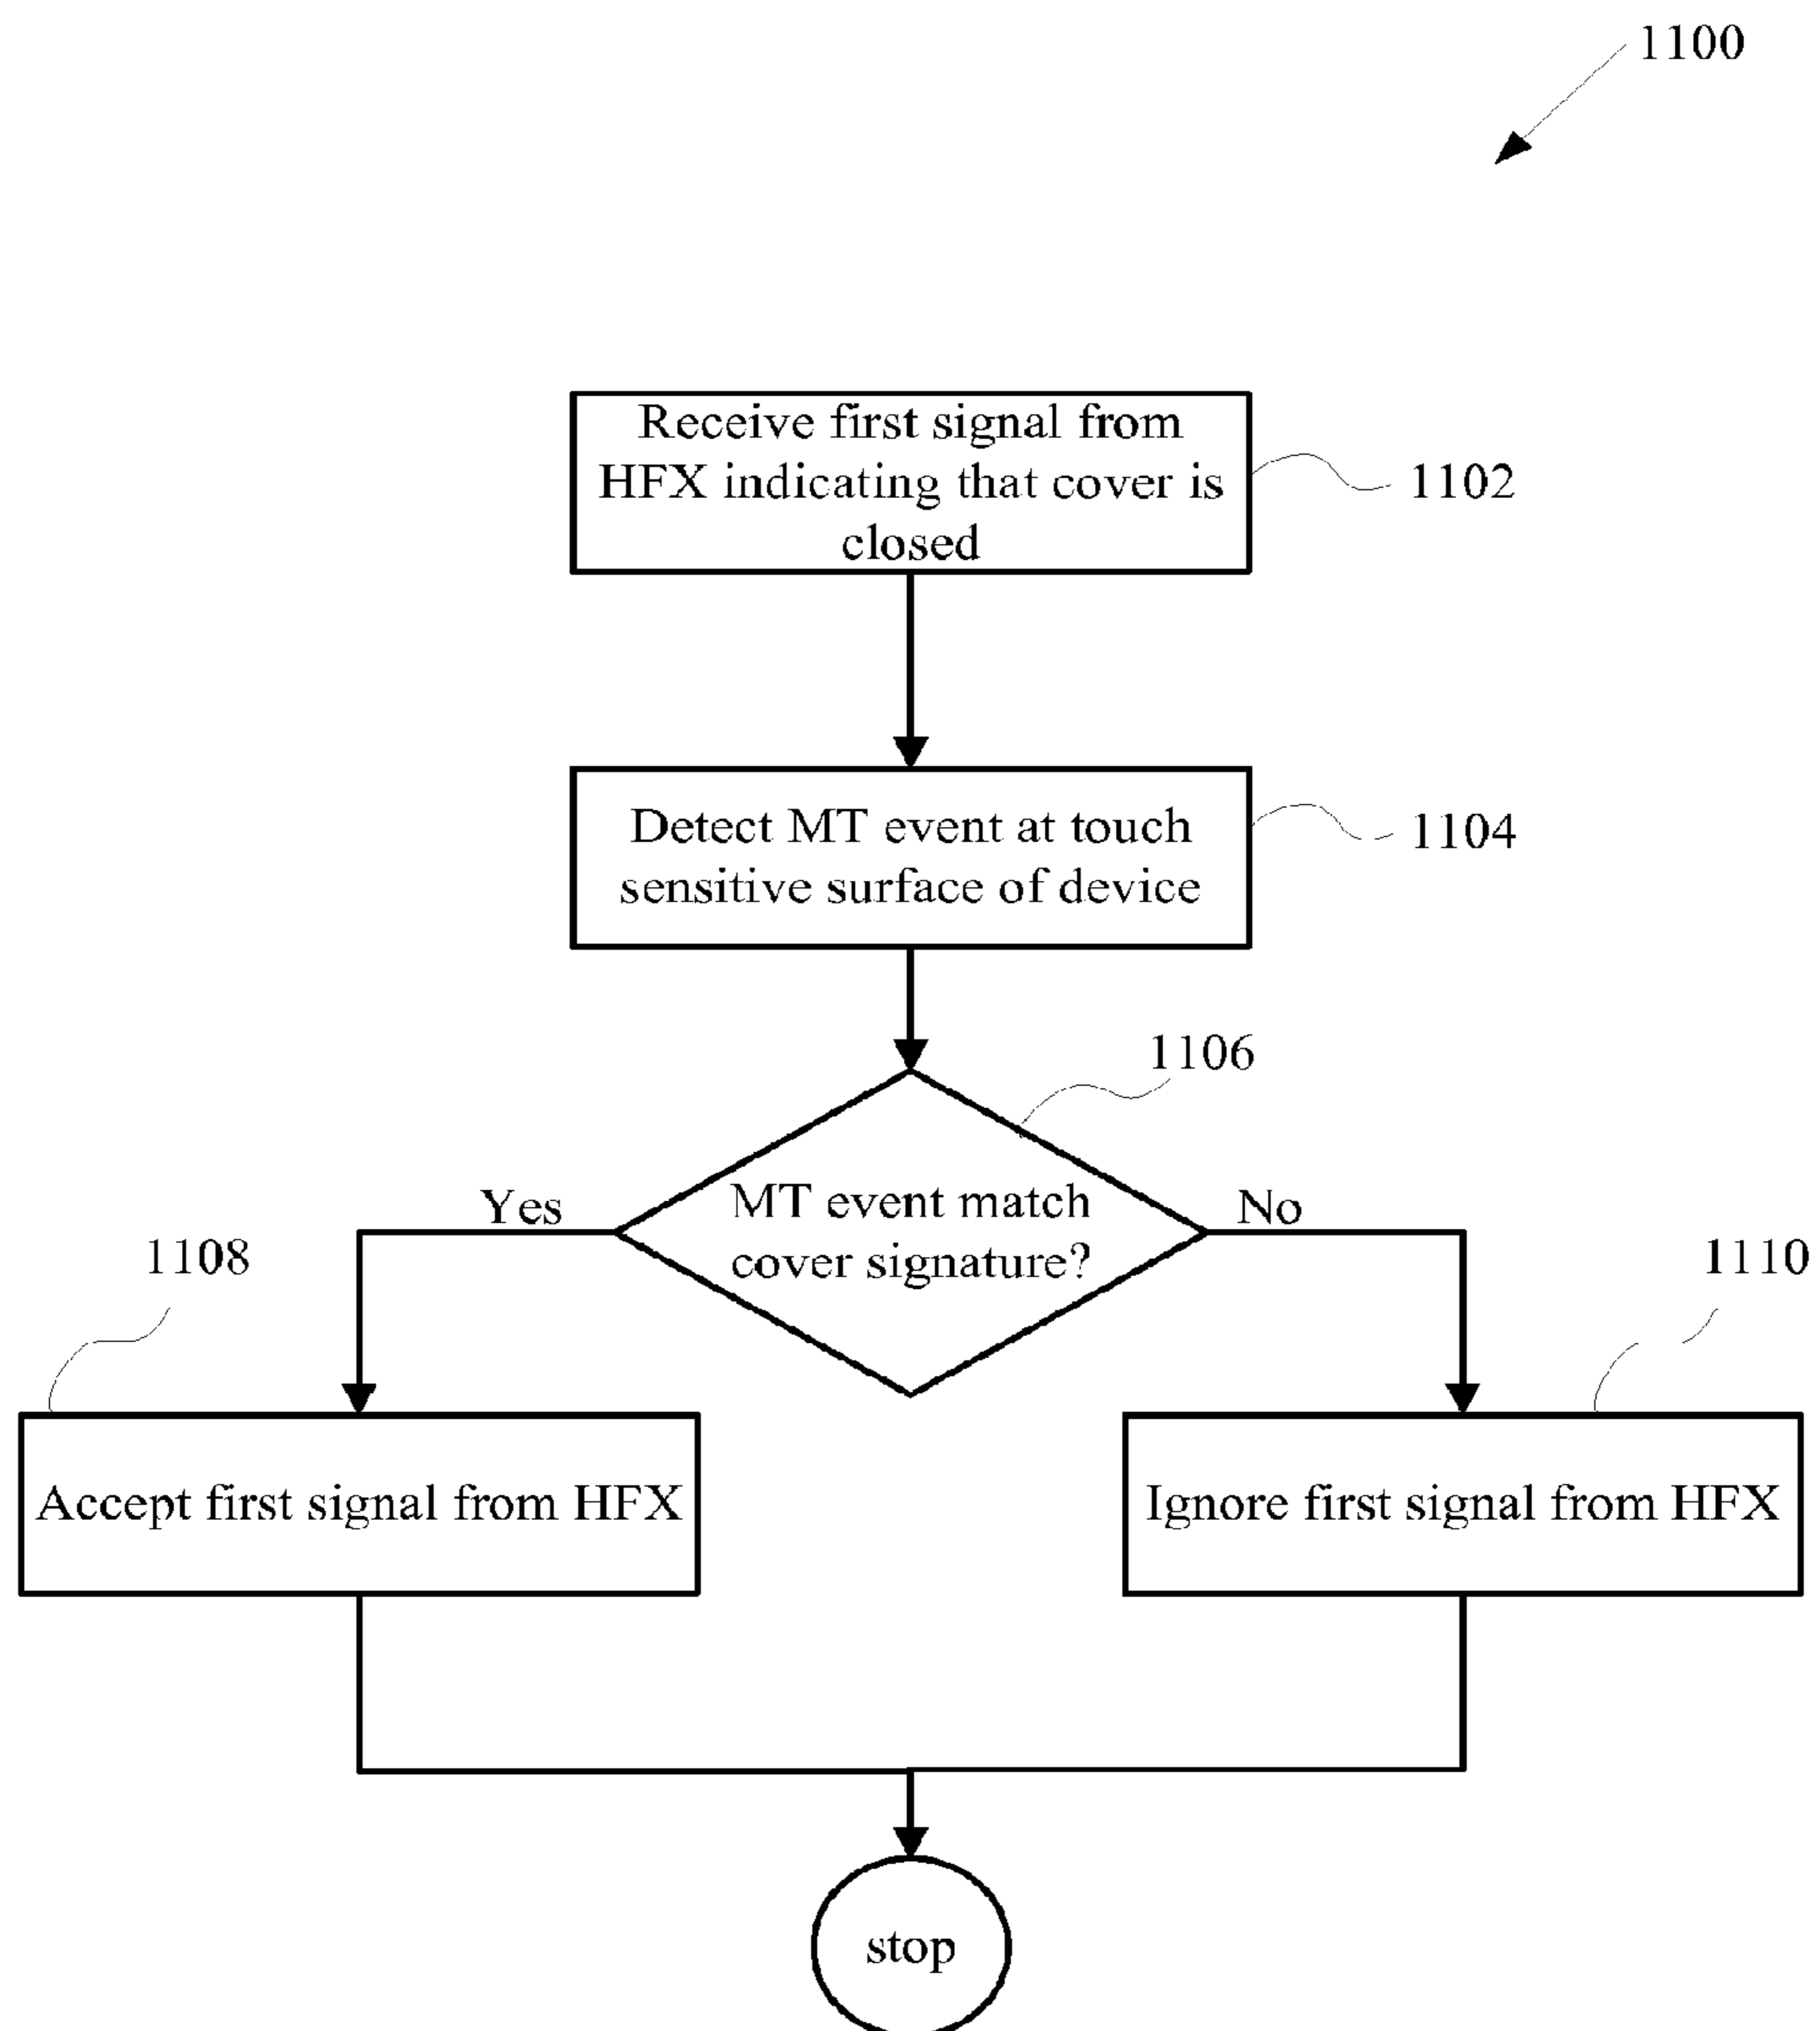 1100
Receive first signal from
HFX indicating that cover is
closed
1102
Detect MT event at touch
sensitive surface of device
1104
1106
MT event match
cover signature?
Yes
No
1108
1110
Accept first signal from HFX
Ignore first signal from HFX
stop